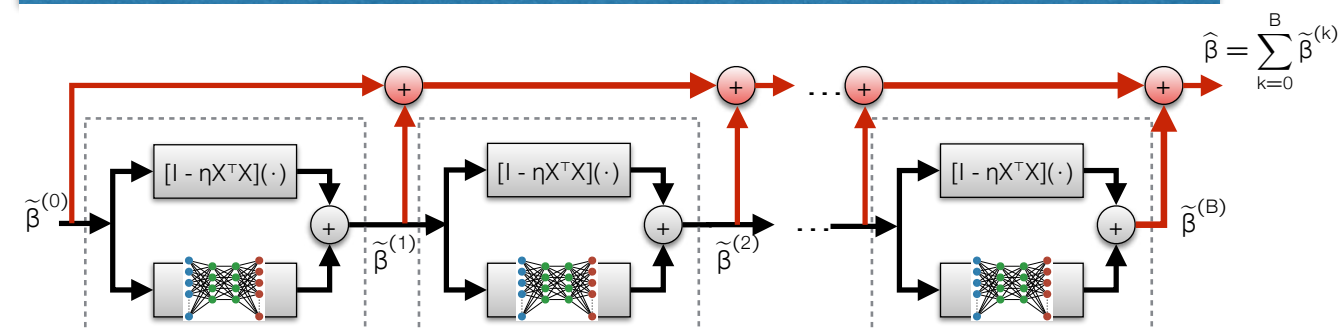 β̂ = ∑_{k=0}^{B} β̃^{(k)}
+ + ... + +
[I - ηXᵀX](·) [I - ηXᵀX](·) [I - ηXᵀX](·)
β̃^{(0)} + β̃^{(1)} + β̃^{(2)} ... + β̃^{(B)}